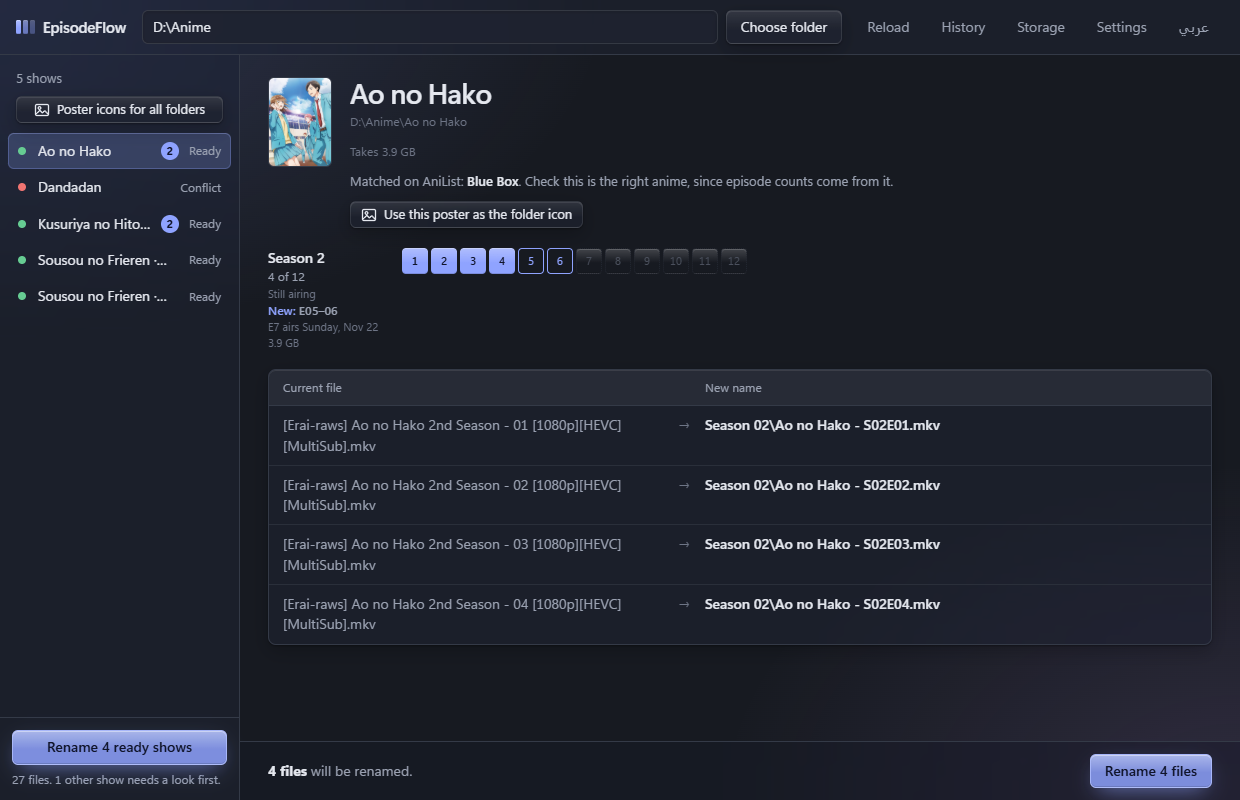 EpisodeFlow
D:\Anime
Choose folder
Reload
History
Storage
Settings
عربي
5 shows
Poster icons for all folders
Ao no Hako 2 Ready
Dandadan Conflict
Kusuriya no Hito... 2 Ready
Sousou no Frieren ·... Ready
Sousou no Frieren ·... Ready
Rename 4 ready shows
27 files. 1 other show needs a look first.
Ao no Hako
D:\Anime\Ao no Hako
Takes 3.9 GB
Matched on AniList: Blue Box. Check this is the right anime, since episode counts come from it.
Use this poster as the folder icon
Season 2
4 of 12
Still airing
New: E05–06
E7 airs Sunday, Nov 22
3.9 GB
1 2 3 4 5 6 7 8 9 10 11 12
Current file New name
[Erai-raws] Ao no Hako 2nd Season - 01 [1080p][HEVC]
[MultiSub].mkv
→ Season 02\Ao no Hako - S02E01.mkv
[Erai-raws] Ao no Hako 2nd Season - 02 [1080p][HEVC]
[MultiSub].mkv
→ Season 02\Ao no Hako - S02E02.mkv
[Erai-raws] Ao no Hako 2nd Season - 03 [1080p][HEVC]
[MultiSub].mkv
→ Season 02\Ao no Hako - S02E03.mkv
[Erai-raws] Ao no Hako 2nd Season - 04 [1080p][HEVC]
[MultiSub].mkv
→ Season 02\Ao no Hako - S02E04.mkv
4 files will be renamed.
Rename 4 files